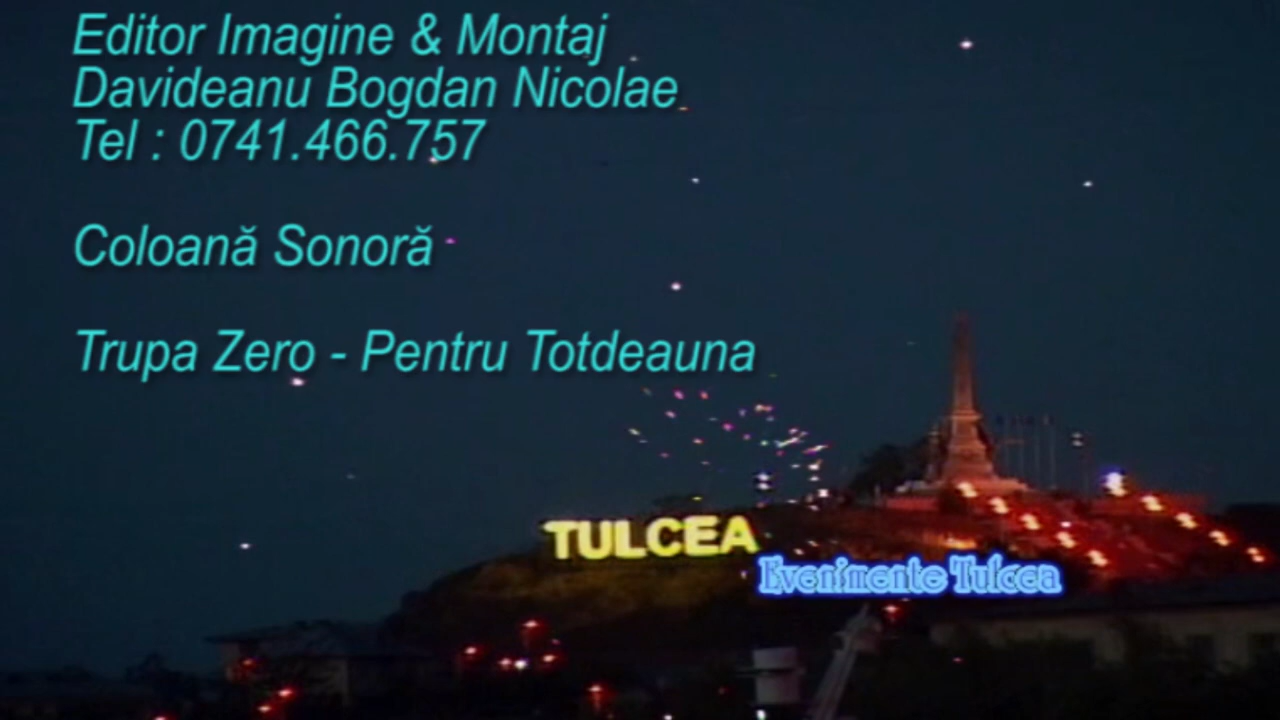 Editor Imagine & Montaj
Davideanu Bogdan Nicolae
Tel : 0741.466.757
Coloană Sonoră
Trupa Zero - Pentru Totdeauna
TULCEA
Evenimente Tulcea